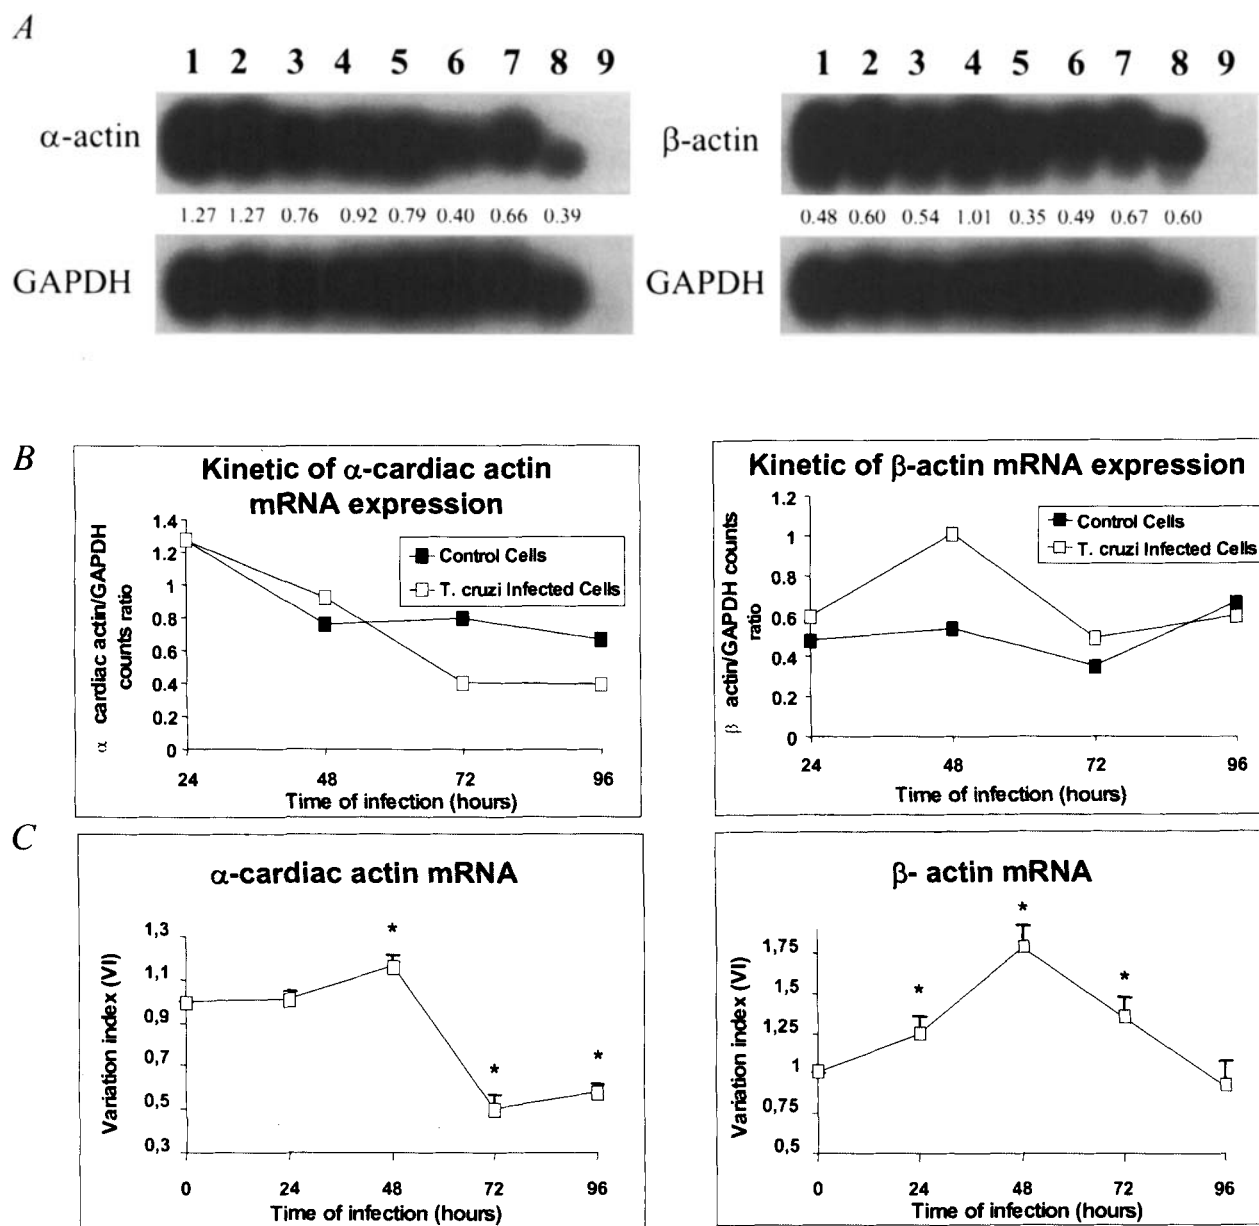 A
1 2 3 4 5 6 7 8 9
α-actin
1.27 1.27 0.76 0.92 0.79 0.40 0.66 0.39
GAPDH
1 2 3 4 5 6 7 8 9
β-actin
0.48 0.60 0.54 1.01 0.35 0.49 0.67 0.60
GAPDH
B
Kinetic of α-cardiac actin
mRNA expression
α cardiac actin/GAPDH
counts ratio
1.4
1.2
1
0.8
0.6
0.4
0.2
0
Control Cells
T. cruzi Infected Cells
24 48 72 96
Time of infection (hours)
Kinetic of β-actin mRNA expression
β actin/GAPDH counts
ratio
1.2
1
0.8
0.6
0.4
0.2
0
Control Cells
T. cruzi Infected Cells
24 48 72 96
Time of infection (hours)
C
α-cardiac actin mRNA
Variation index (VI)
1,3
1,1
0,9
0,7
0,5
0,3
* * *
0 24 48 72 96
Time of infection (hours)
β- actin mRNA
Variation index (VI)
1,75
1,5
1,25
1
0,75
0,5
* * *
0 24 48 72 96
Time of infection (hours)